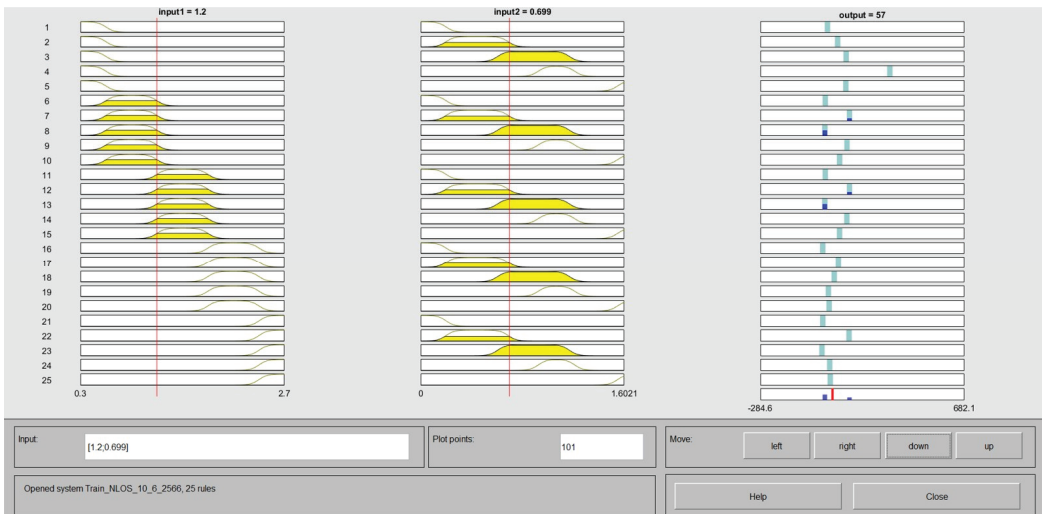 input1 = 1.2
input2 = 0.699
output = 57
1
2
3
4
5
6
7
8
9
10
11
12
13
14
15
16
17
18
19
20
21
22
23
24
25
0.3
2.7
0
1.6021
-284.6
682.1
Input:
[1.2;0.699]
Plot points:
101
Move:
left
right
down
up
Opened system Train_NLOS_10_6_2566, 25 rules
Help
Close